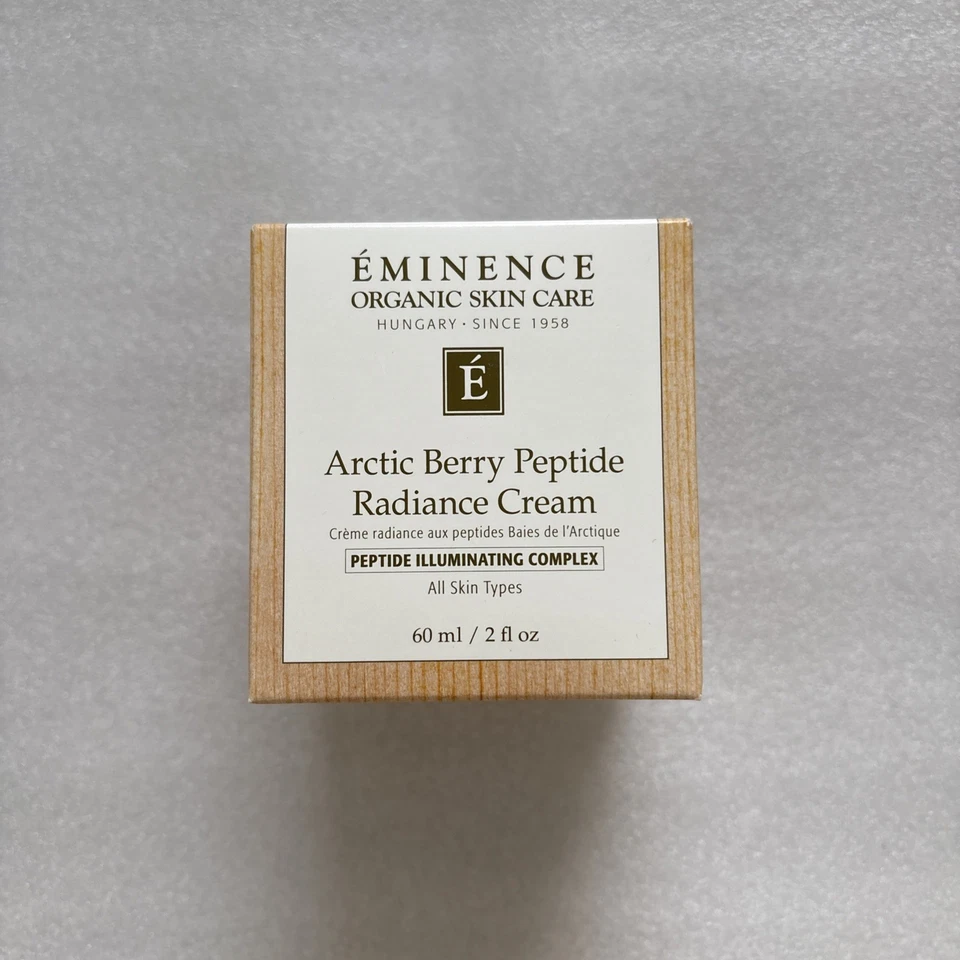 ÉMINENCE
ORGANIC SKIN CARE
HUNGARY · SINCE 1958
É
Arctic Berry Peptide
Radiance Cream
Crème radiance aux peptides Baies de l'Arctique
PEPTIDE ILLUMINATING COMPLEX
All Skin Types
60 ml / 2 fl oz